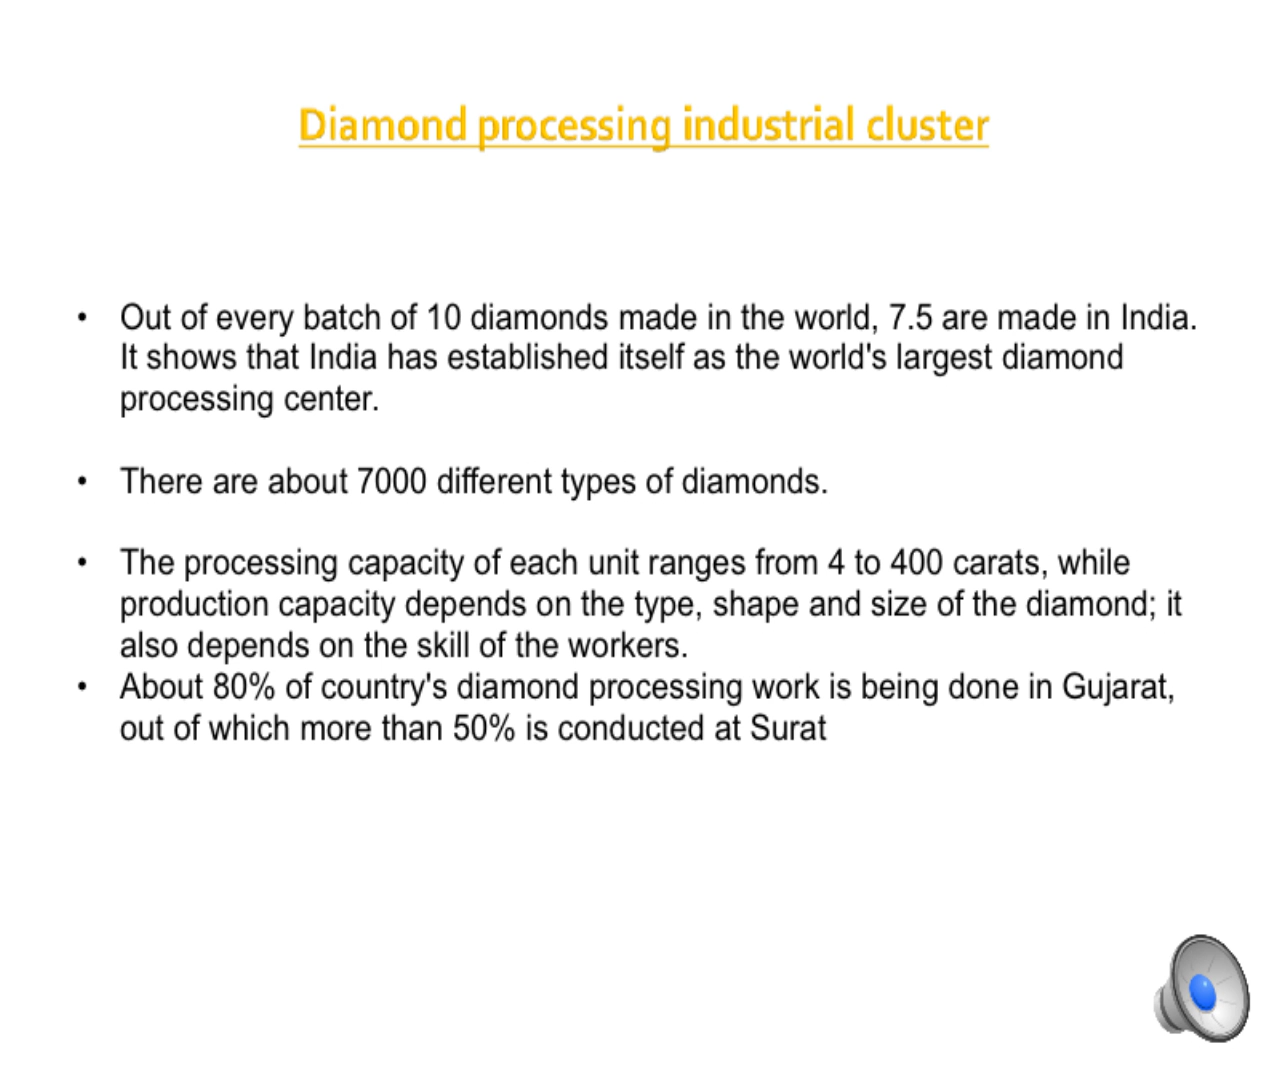 Diamond processing industrial cluster
• Out of every batch of 10 diamonds made in the world, 7.5 are made in India.
It shows that India has established itself as the world's largest diamond
processing center.
• There are about 7000 different types of diamonds.
• The processing capacity of each unit ranges from 4 to 400 carats, while
production capacity depends on the type, shape and size of the diamond; it
also depends on the skill of the workers.
• About 80% of country's diamond processing work is being done in Gujarat,
out of which more than 50% is conducted at Surat